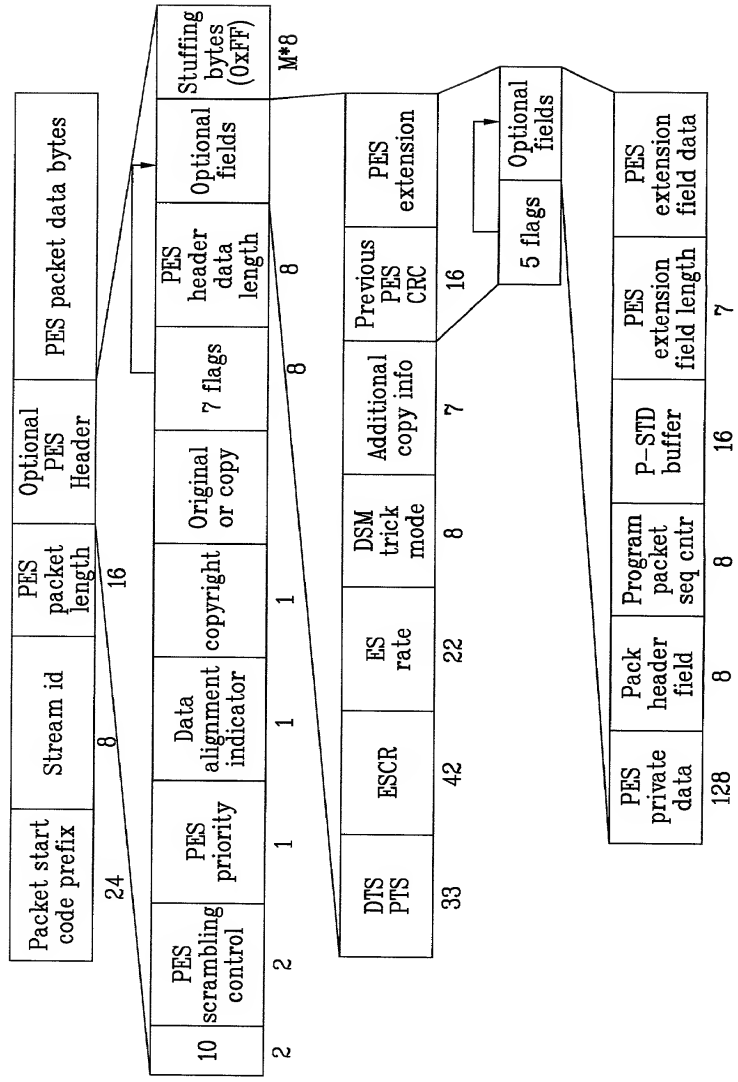 Packet start
code prefix
Stream id
PES
packet
length
Optional
PES
Header
PES packet data bytes
24
8
16
10
PES
scrambling
control
PES
priority
Data
alignment
indicator
copyright
Original
or copy
7 flags
PES
header
data
length
Optional
fields
Stuffing
bytes
(0xFF)
2
2
1
1
1
8
8
M*8
DTS
PTS
ESCR
ES
rate
DSM
trick
mode
Additional
copy info
Previous
PES
CRC
PES
extension
33
42
22
8
7
16
5 flags
Optional
fields
PES
private
data
Pack
header
field
Program
packet
seq cntr
P-STD
buffer
PES
extension
field length
PES
extension
field data
128
8
8
16
7